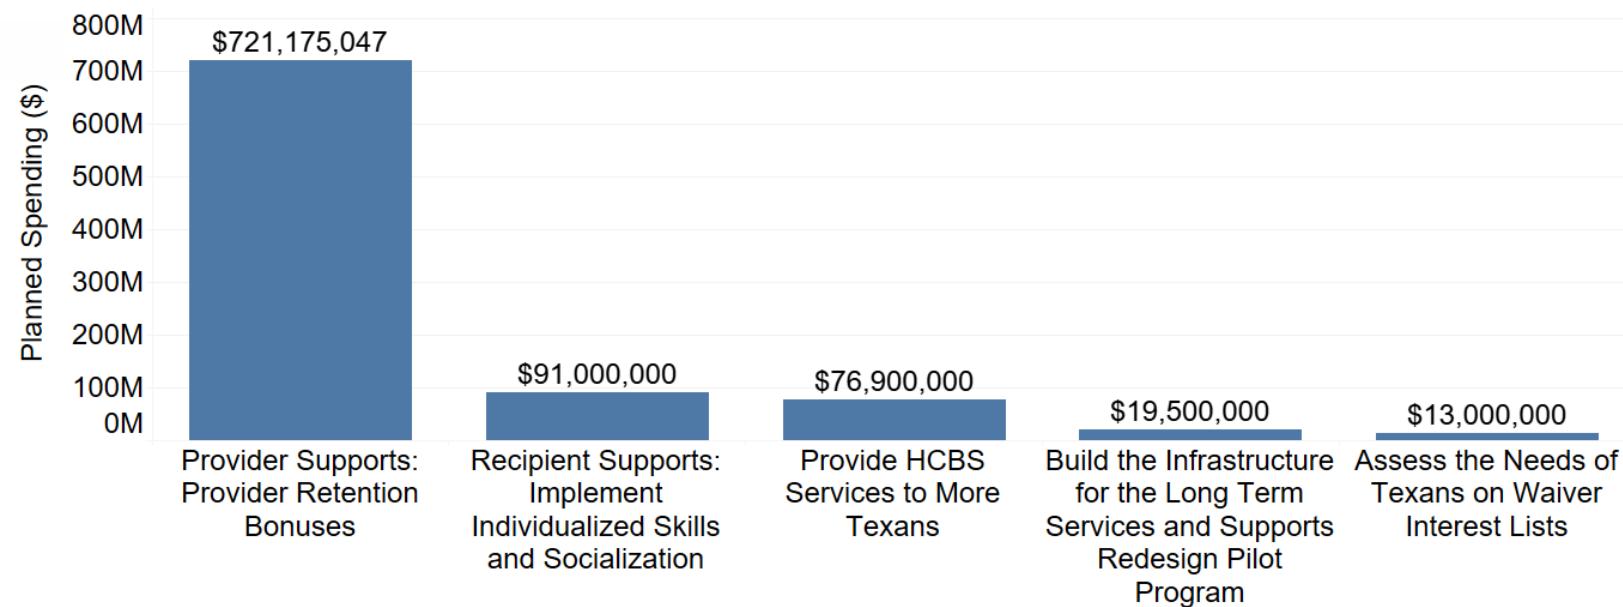 Planned Spending ($)
800M
700M
600M
500M
400M
300M
200M
100M
0M
$721,175,047
$91,000,000
$76,900,000
$19,500,000
$13,000,000
Provider Supports:
Provider Retention
Bonuses
Recipient Supports:
Implement
Individualized Skills
and Socialization
Provide HCBS
Services to More
Texans
Build the Infrastructure
for the Long Term
Services and Supports
Redesign Pilot
Program
Assess the Needs of
Texans on Waiver
Interest Lists